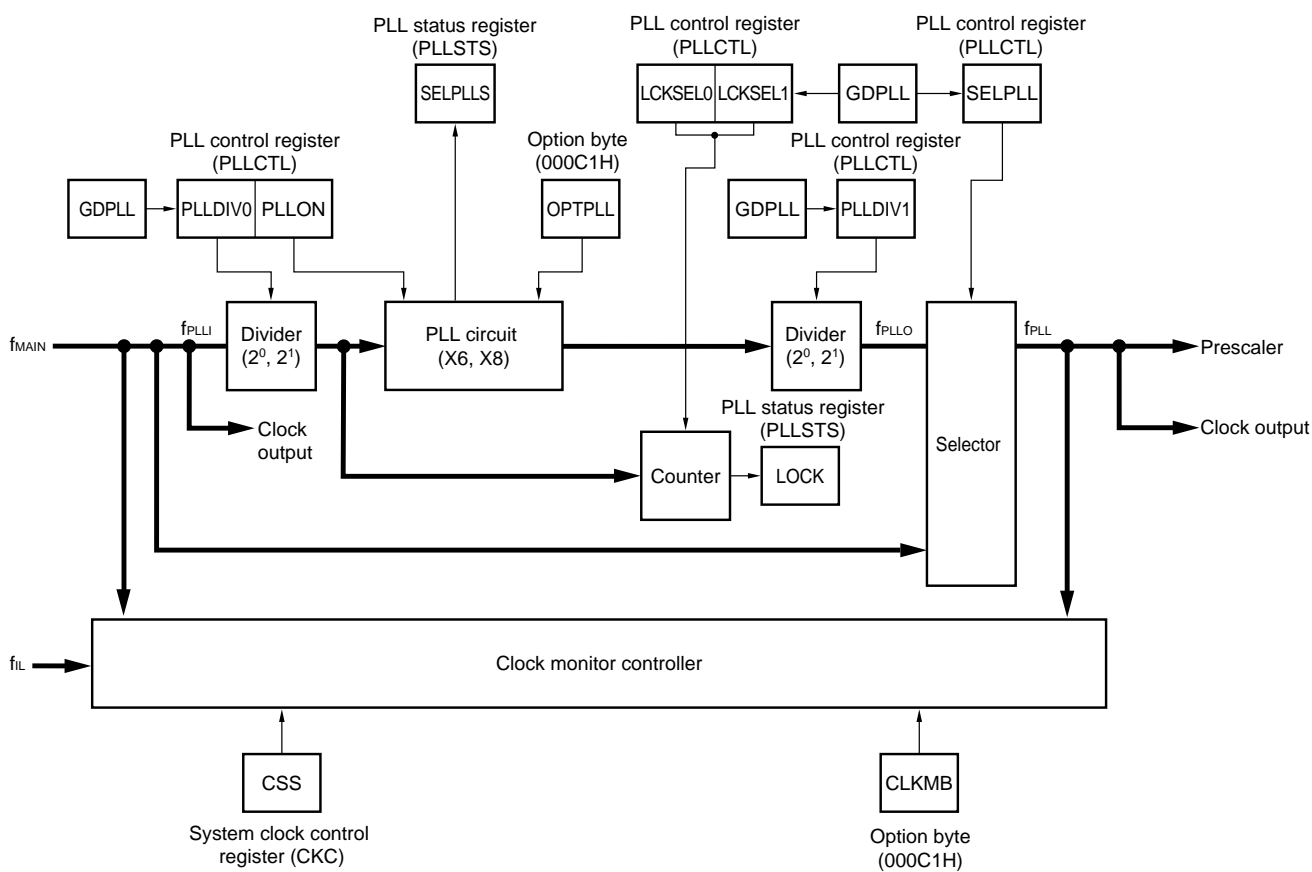 PLL status register
(PLLSTS)
SELPLLS
PLL control register
(PLLCTL)
LCKSEL0 LCKSEL1
GDPLL
PLL control register
(PLLCTL)
SELPLL
PLL control register
(PLLCTL)
GDPLL
PLLDIV0 PLLON
Option byte
(000C1H)
OPTPLL
PLL control register
(PLLCTL)
GDPLL
PLLDIV1
fMAIN
fPLLI
Divider
(2⁰, 2¹)
PLL circuit
(X6, X8)
Divider
(2⁰, 2¹)
fPLLO
Selector
fPLL
Prescaler
Clock output
Clock
output
Counter
PLL status register
(PLLSTS)
LOCK
fIL
Clock monitor controller
CSS
System clock control
register (CKC)
CLKMB
Option byte
(000C1H)